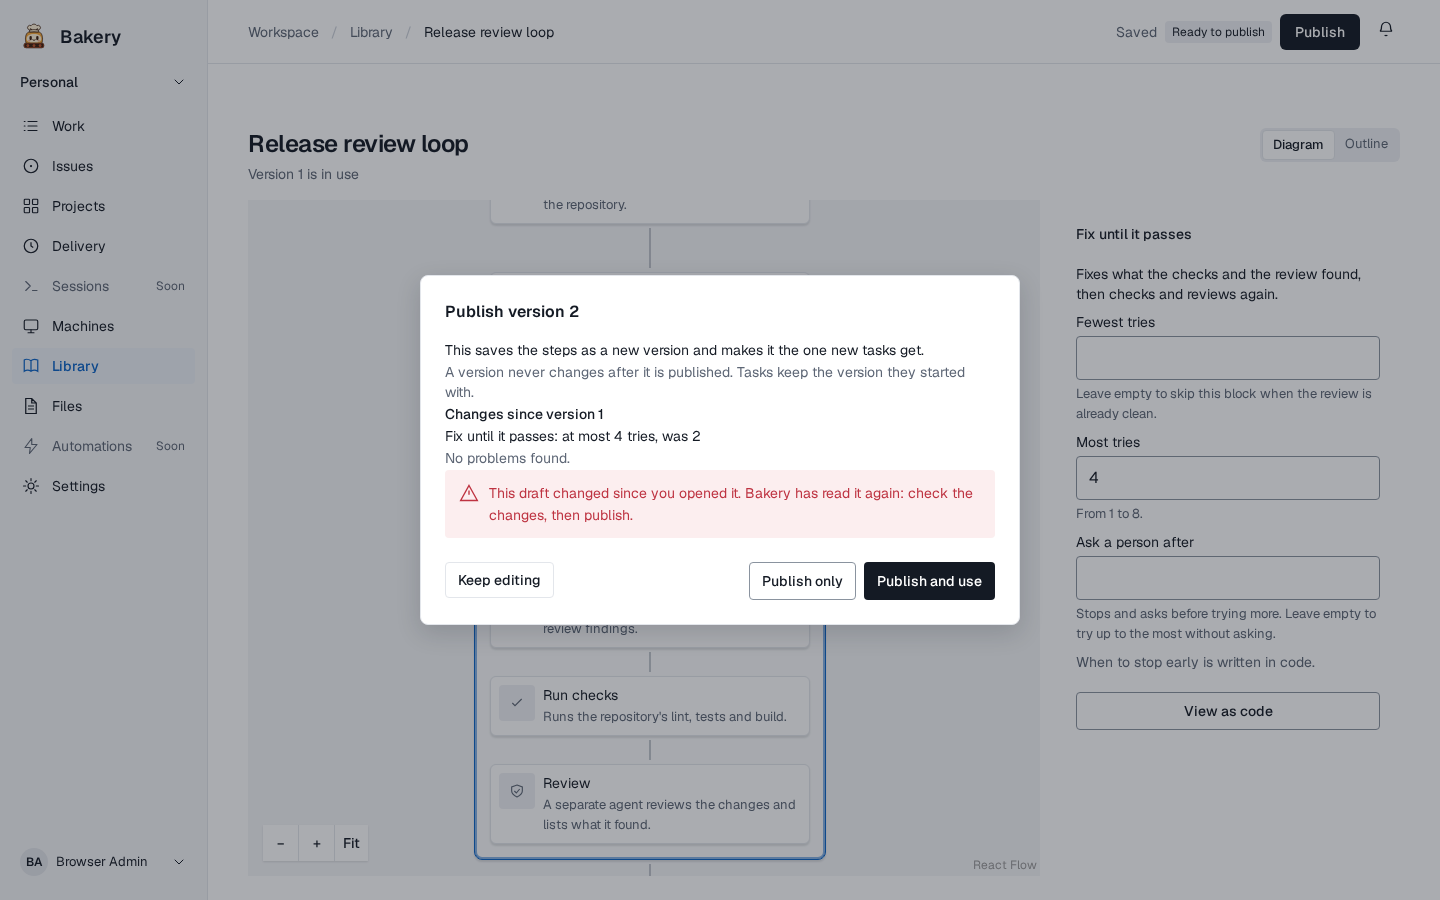 Bakery
Workspace / Library / Release review loop
Saved
Ready to publish
Publish
Personal
Work
Issues
Projects
Delivery
Sessions Soon
Machines
Library
Files
Automations Soon
Settings
BA Browser Admin
Release review loop
Version 1 is in use
Diagram
Outline
the repository.
Publish version 2
This saves the steps as a new version and makes it the one new tasks get.
A version never changes after it is published. Tasks keep the version they started
with.
Changes since version 1
Fix until it passes: at most 4 tries, was 2
No problems found.
This draft changed since you opened it. Bakery has read it again: check the
changes, then publish.
Keep editing
Publish only
Publish and use
review findings.
Run checks
Runs the repository's lint, tests and build.
Review
A separate agent reviews the changes and
lists what it found.
− + Fit
React Flow
Fix until it passes
Fixes what the checks and the review found,
then checks and reviews again.
Fewest tries
Leave empty to skip this block when the review is
already clean.
Most tries
4
From 1 to 8.
Ask a person after
Stops and asks before trying more. Leave empty to
try up to the most without asking.
When to stop early is written in code.
View as code